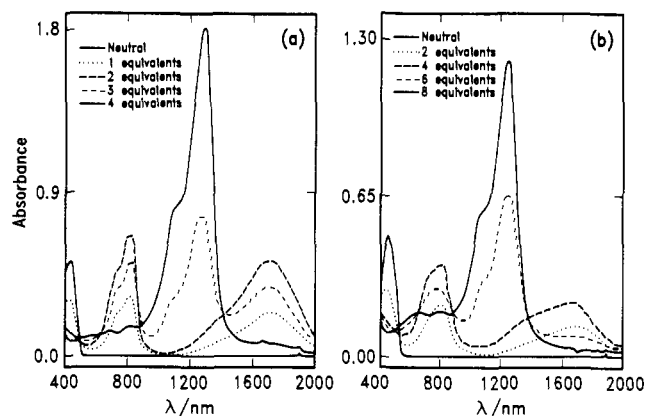 1.8
(a)
Neutral
1 equivalents
2 equivalents
3 equivalents
4 equivalents
0.9
Absorbance
0.0
400 800 1200 1600 2000
λ/nm
1.30
(b)
Neutral
2 equivalents
4 equivalents
6 equivalents
8 equivalents
0.65
0.00
400 800 1200 1600 2000
λ/nm